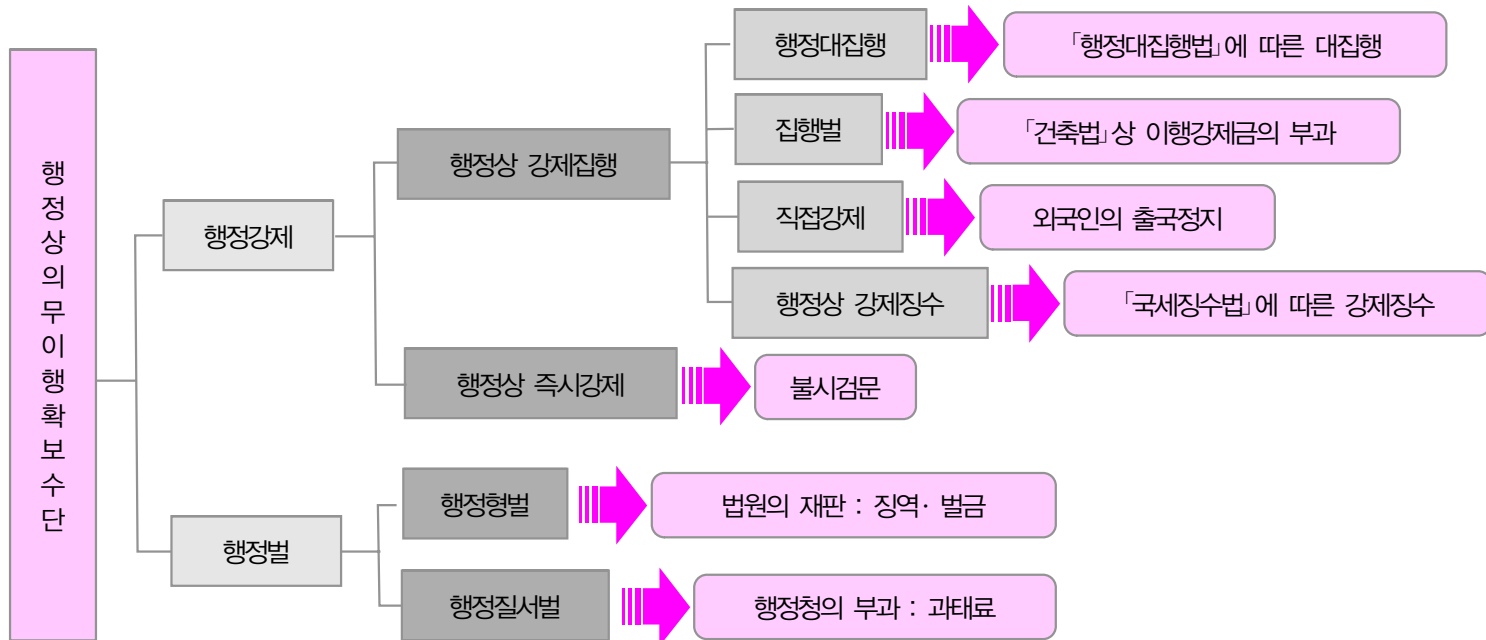 행정상의무이행확보수단
행정강제
행정상 강제집행
행정대집행
「행정대집행법」에 따른 대집행
집행벌
「건축법」상 이행강제금의 부과
직접강제
외국인의 출국정지
행정상 강제징수
「국세징수법」에 따른 강제징수
행정상 즉시강제
불시검문
행정벌
행정형벌
법원의 재판 : 징역· 벌금
행정질서벌
행정청의 부과 : 과태료